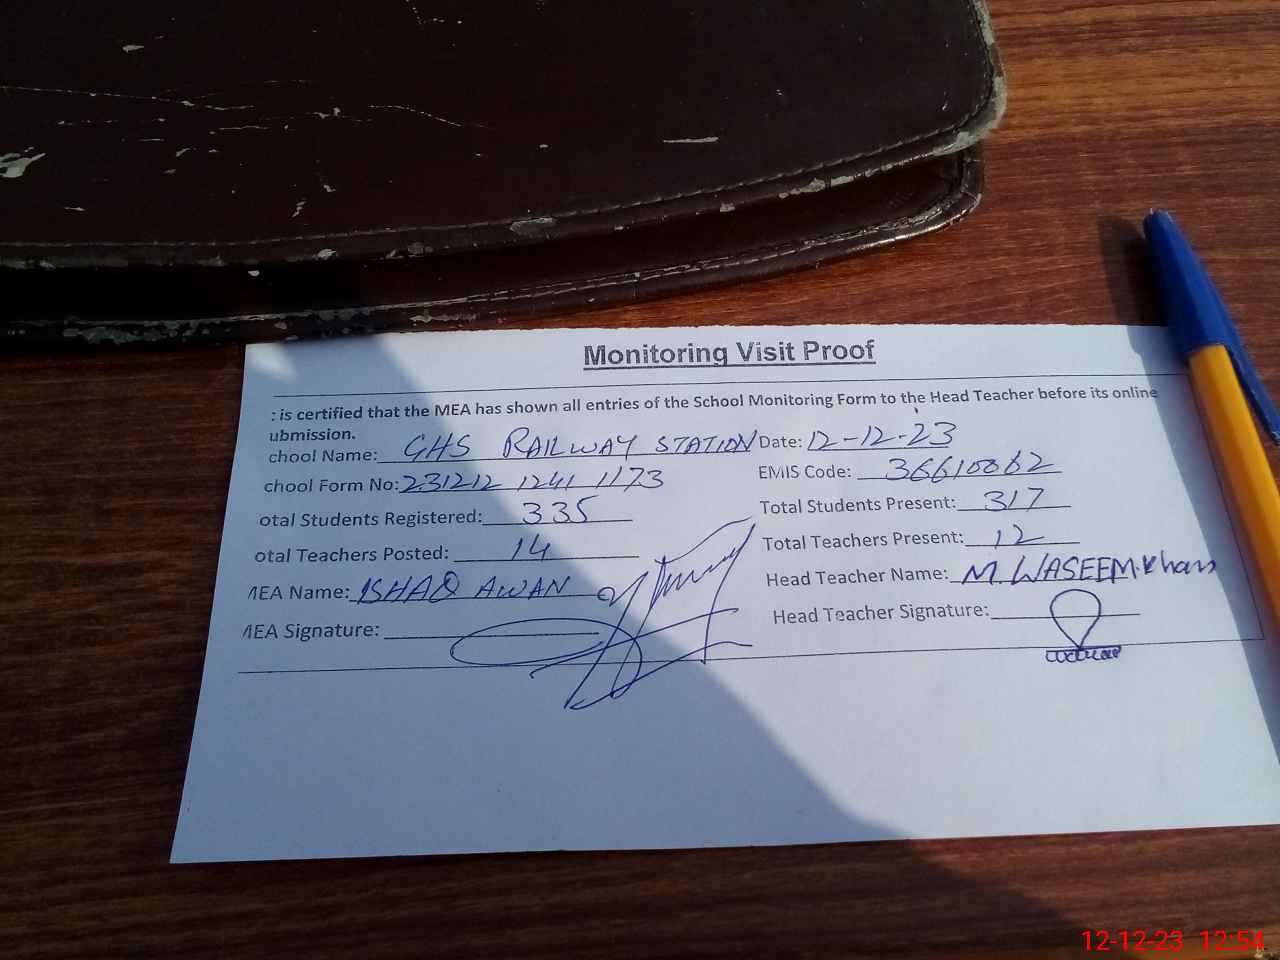 Monitoring Visit Proof
: is certified that the MEA has shown all entries of the School Monitoring Form to the Head Teacher before its online
ubmission.
chool Name: GHS RAILWAY STATION Date: 12-12-23
chool Form No: 231212 1241 1173 EMIS Code: 36610062
otal Students Registered: 335 Total Students Present: 317
otal Teachers Posted: 14 Total Teachers Present: 12
MEA Name: ISHAQ AWAN Head Teacher Name: M. WASEEM Khan
MEA Signature: Head Teacher Signature:
12-12-23 12:54